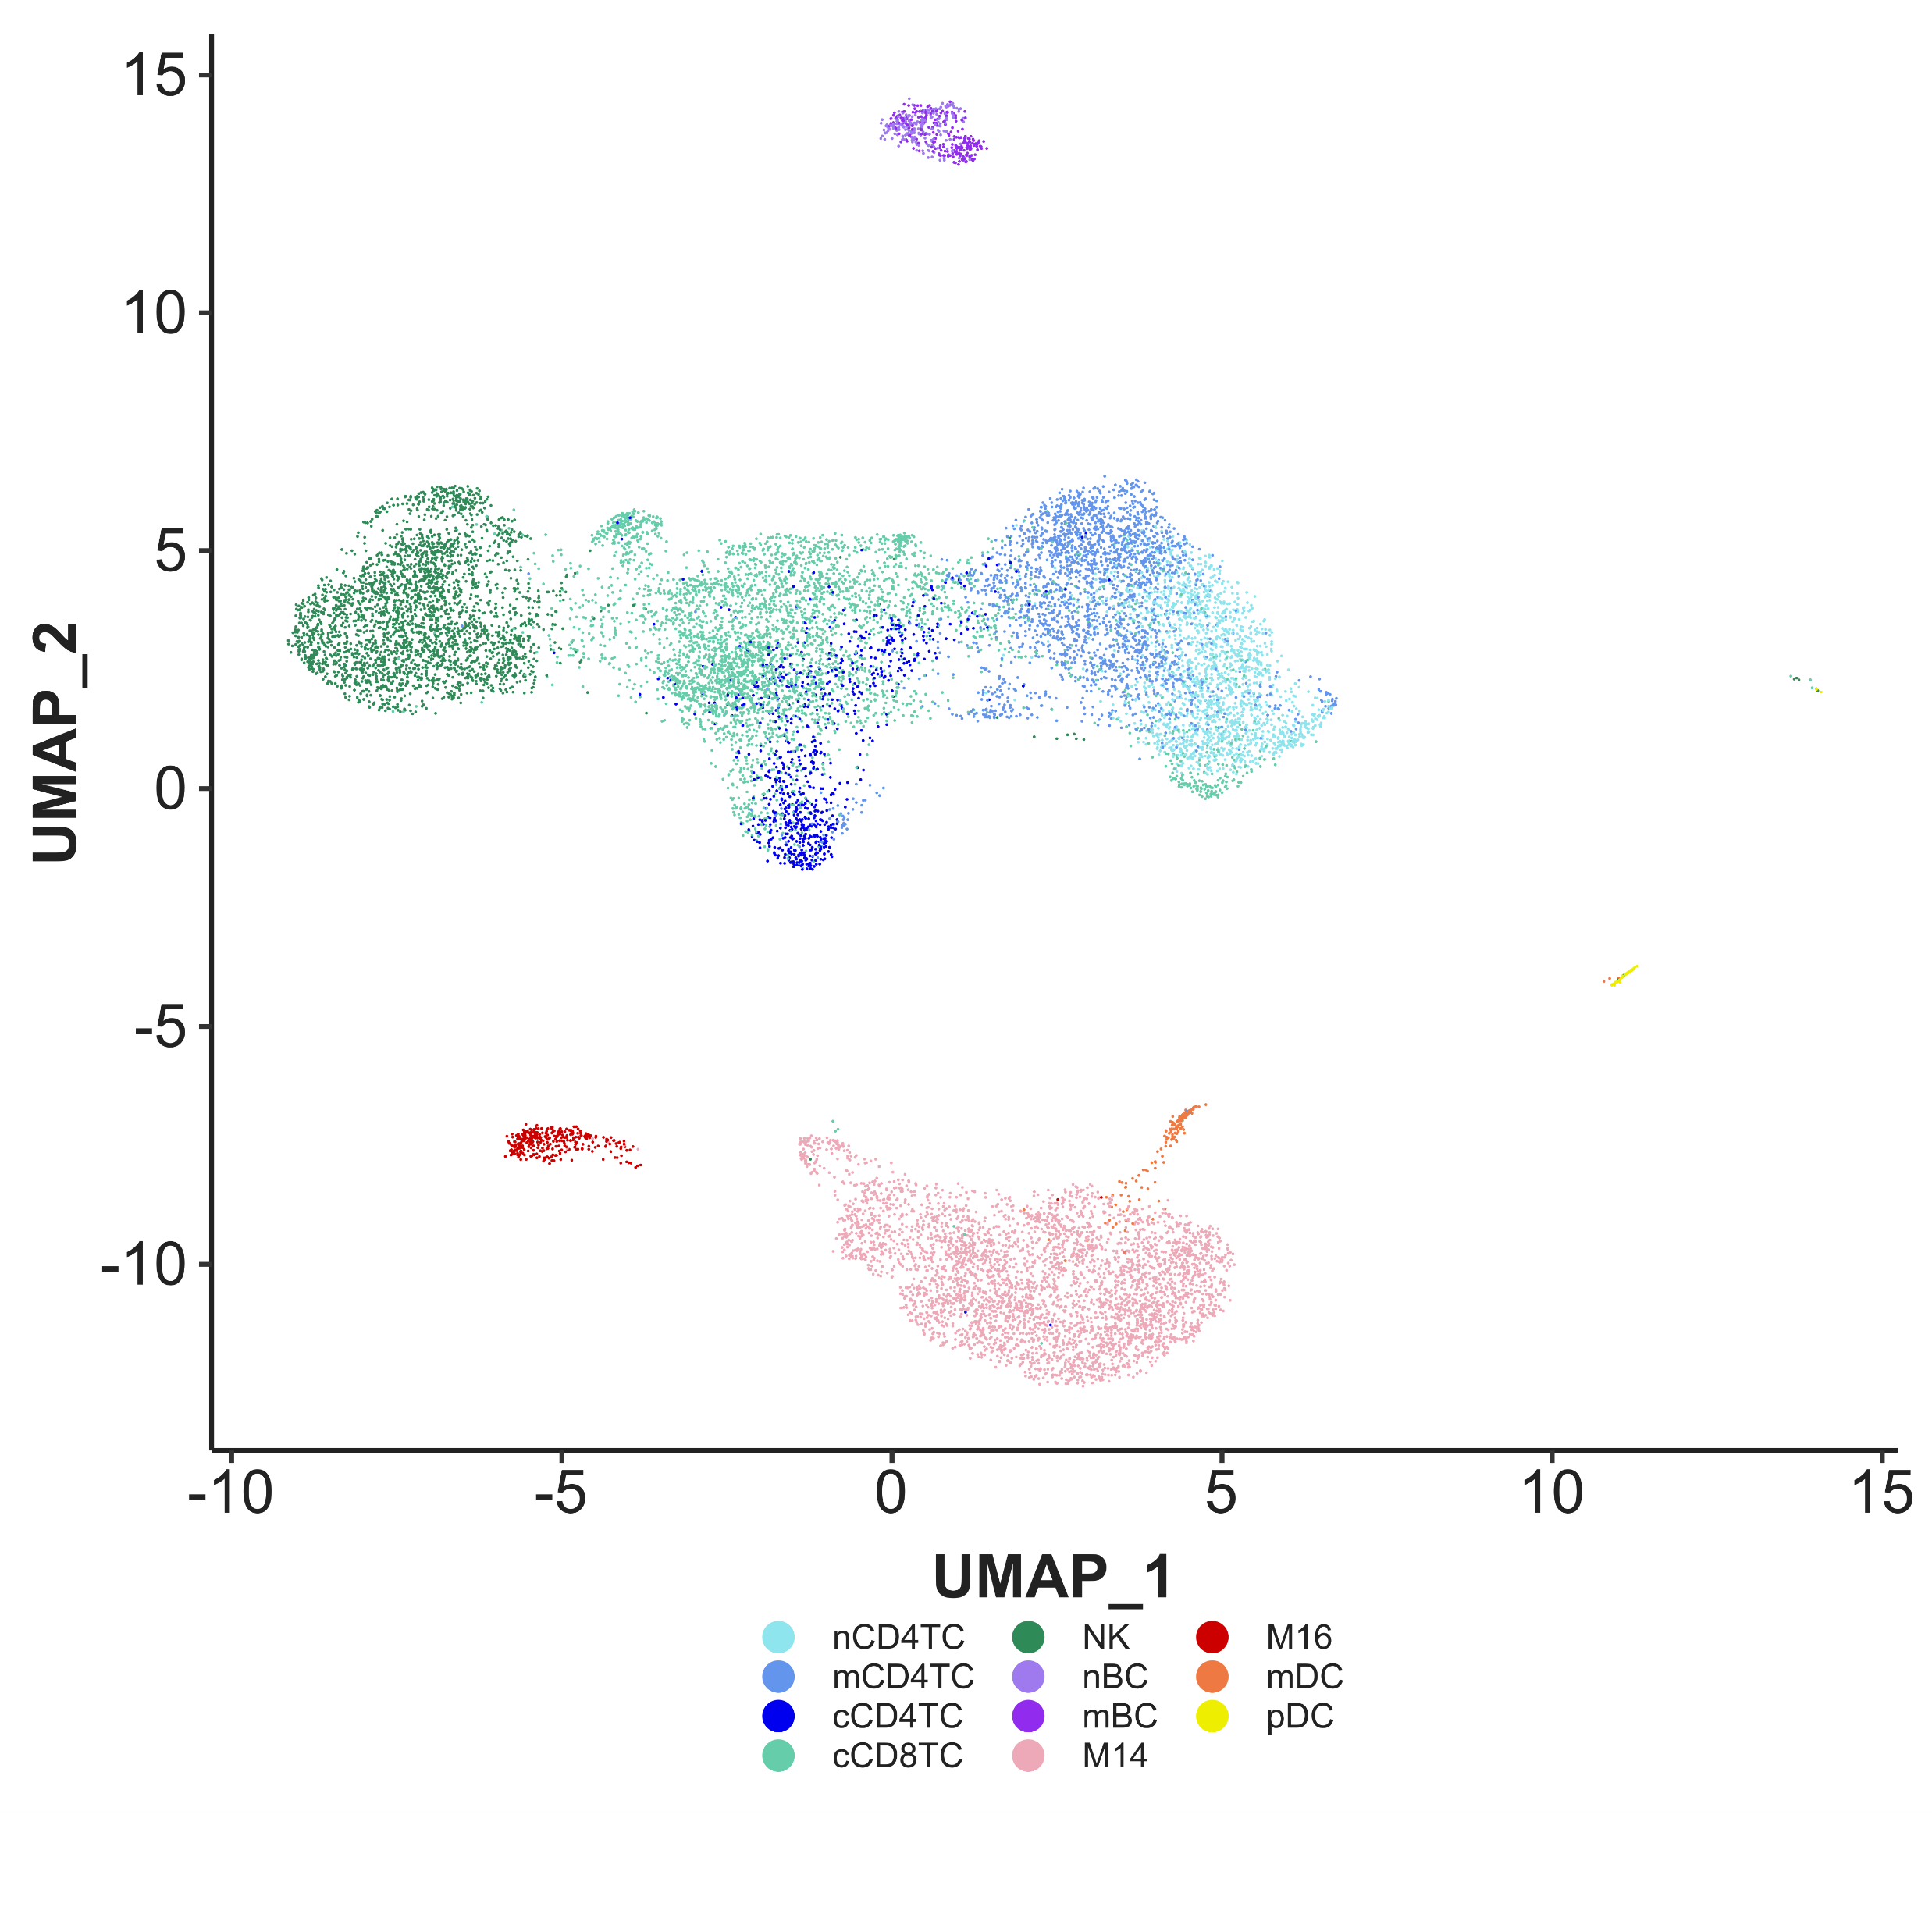 15
10
5
0
-5
-10
UMAP_2
-10 -5 0 5 10 15
UMAP_1
nCD4TC NK M16
mCD4TC nBC mDC
cCD4TC mBC pDC
cCD8TC M14